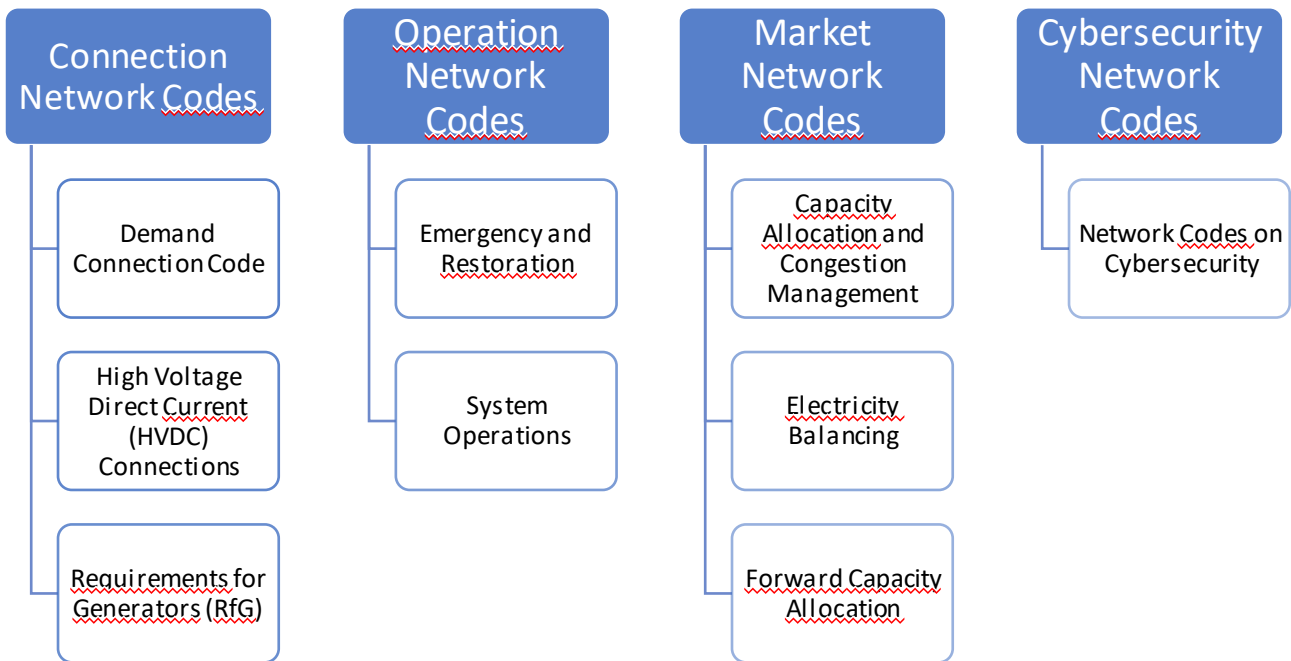 Connection
Network Codes
Demand
Connection Code
High Voltage
Direct Current
(HVDC)
Connections
Requirements for
Generators (RfG)
Operation
Network
Codes
Emergency and
Restoration
System
Operations
Market
Network
Codes
Capacity
Allocation and
Congestion
Management
Electricity
Balancing
Forward Capacity
Allocation
Cybersecurity
Network
Codes
Network Codes on
Cybersecurity